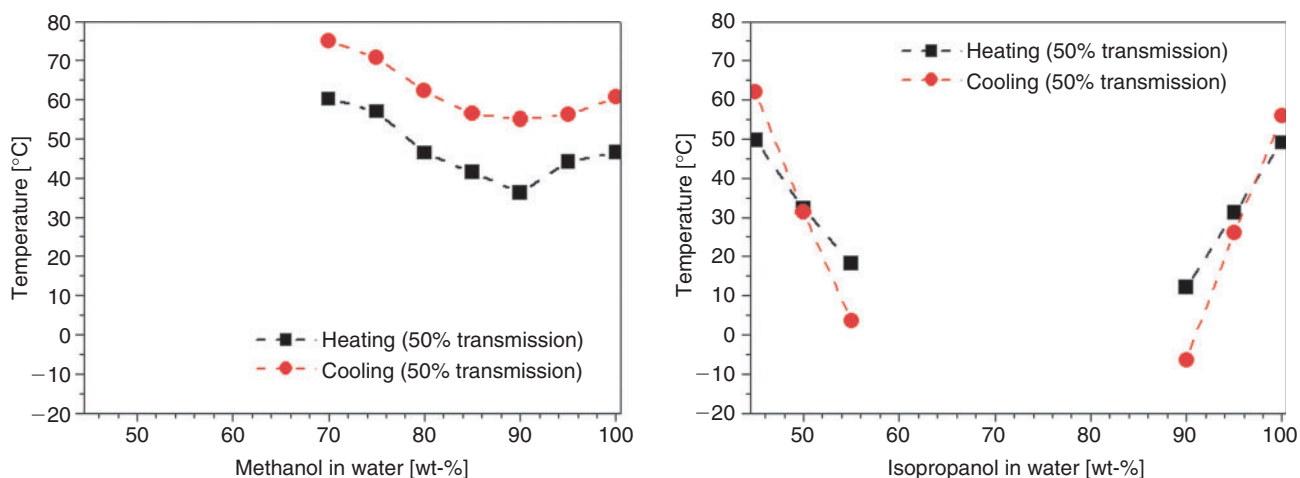 80
70
60
50
40
30
20
10
0
−10
−20
Temperature [°C]
Heating (50% transmission)
Cooling (50% transmission)
50 60 70 80 90 100
Methanol in water [wt-%]
80
70
60
50
40
30
20
10
0
−10
−20
Temperature [°C]
Heating (50% transmission)
Cooling (50% transmission)
50 60 70 80 90 100
Isopropanol in water [wt-%]